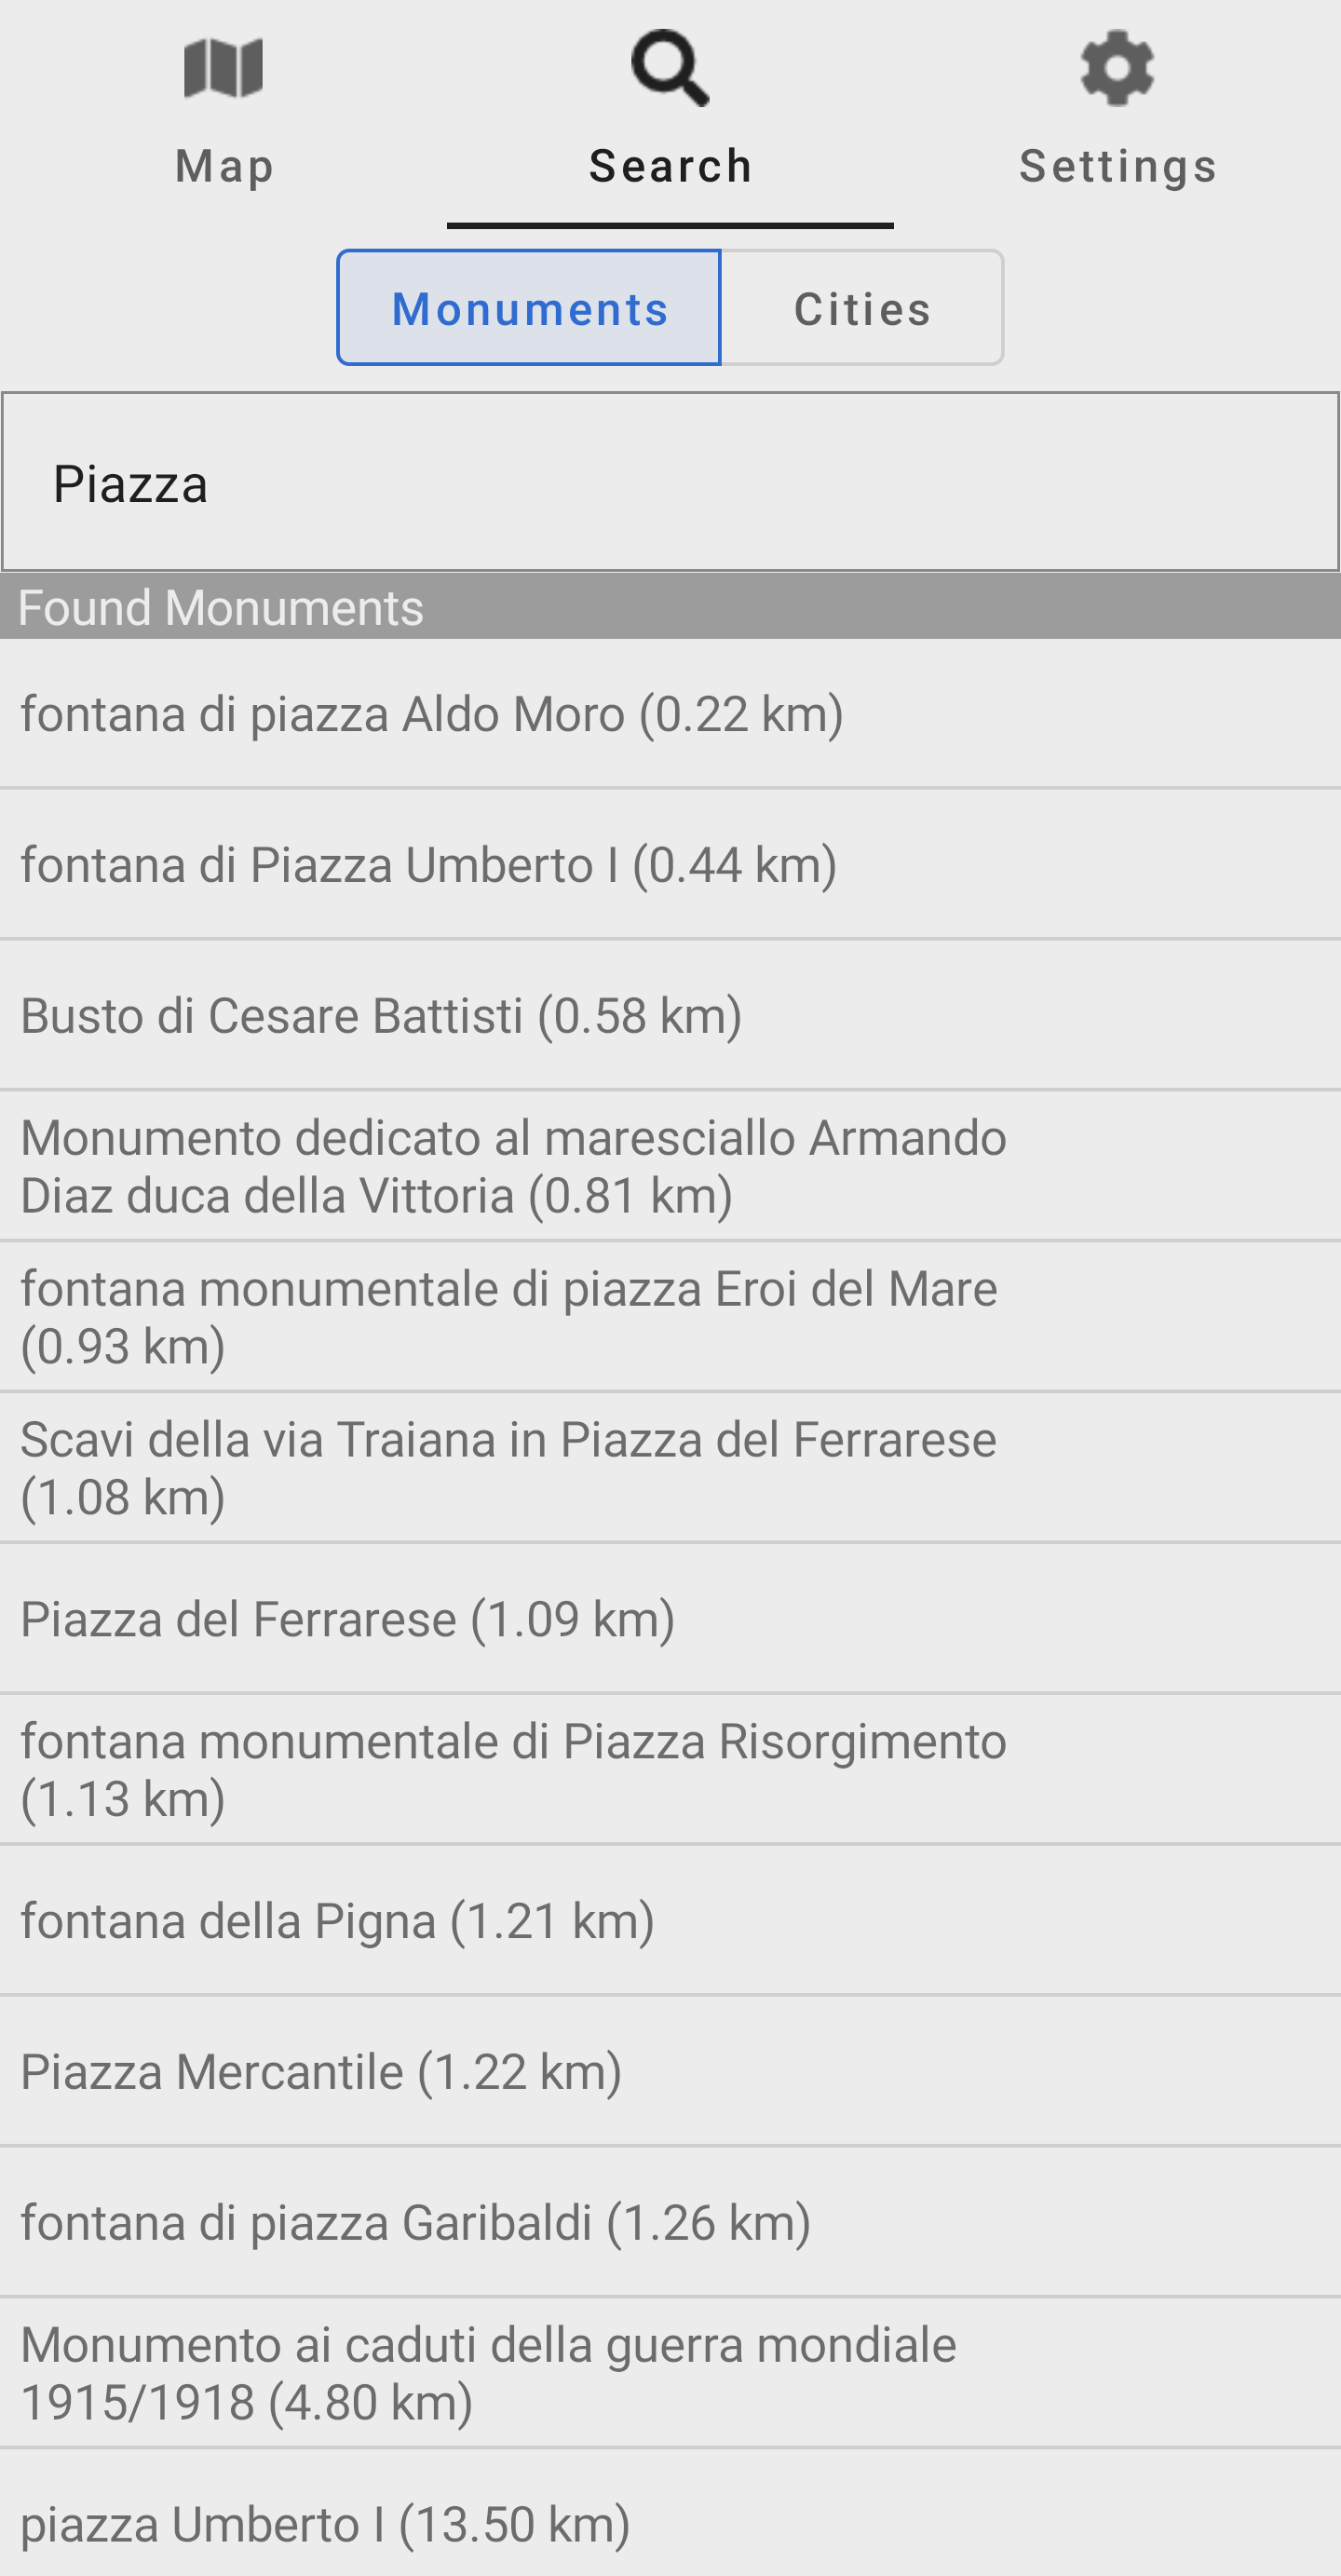 Map
Search
Settings
Monuments
Cities
Piazza
Found Monuments
fontana di piazza Aldo Moro (0.22 km)
fontana di Piazza Umberto I (0.44 km)
Busto di Cesare Battisti (0.58 km)
Monumento dedicato al maresciallo Armando
Diaz duca della Vittoria (0.81 km)
fontana monumentale di piazza Eroi del Mare
(0.93 km)
Scavi della via Traiana in Piazza del Ferrarese
(1.08 km)
Piazza del Ferrarese (1.09 km)
fontana monumentale di Piazza Risorgimento
(1.13 km)
fontana della Pigna (1.21 km)
Piazza Mercantile (1.22 km)
fontana di piazza Garibaldi (1.26 km)
Monumento ai caduti della guerra mondiale
1915/1918 (4.80 km)
piazza Umberto I (13.50 km)